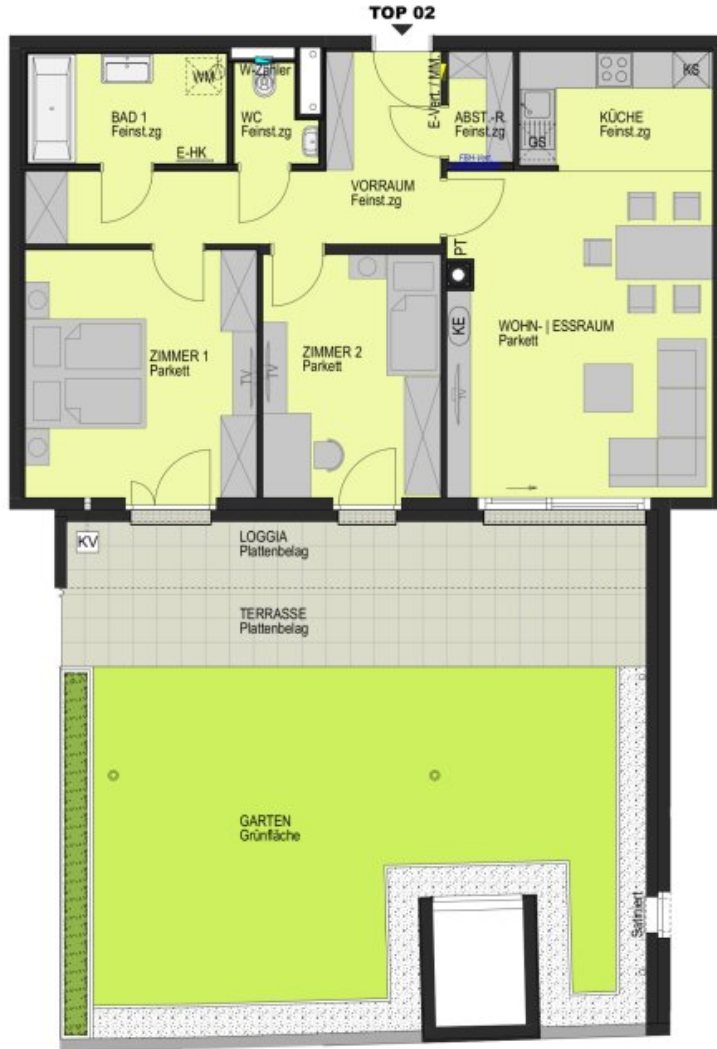 TOP 02
W-Zähler
WM
E-Vert. / MM.
KS
BAD 1
Feinst.zg
WC
Feinst.zg
ABST.-R.
Feinst.zg
KÜCHE
Feinst.zg
GS
E-HK
FBH-Vert.
VORRAUM
Feinst.zg
PT
KE
WOHN- | ESSRAUM
Parkett
ZIMMER 1
Parkett
TV
TV
ZIMMER 2
Parkett
TV
KV
LOGGIA
Plattenbelag
TERRASSE
Plattenbelag
GARTEN
Grünfläche
Satiniert